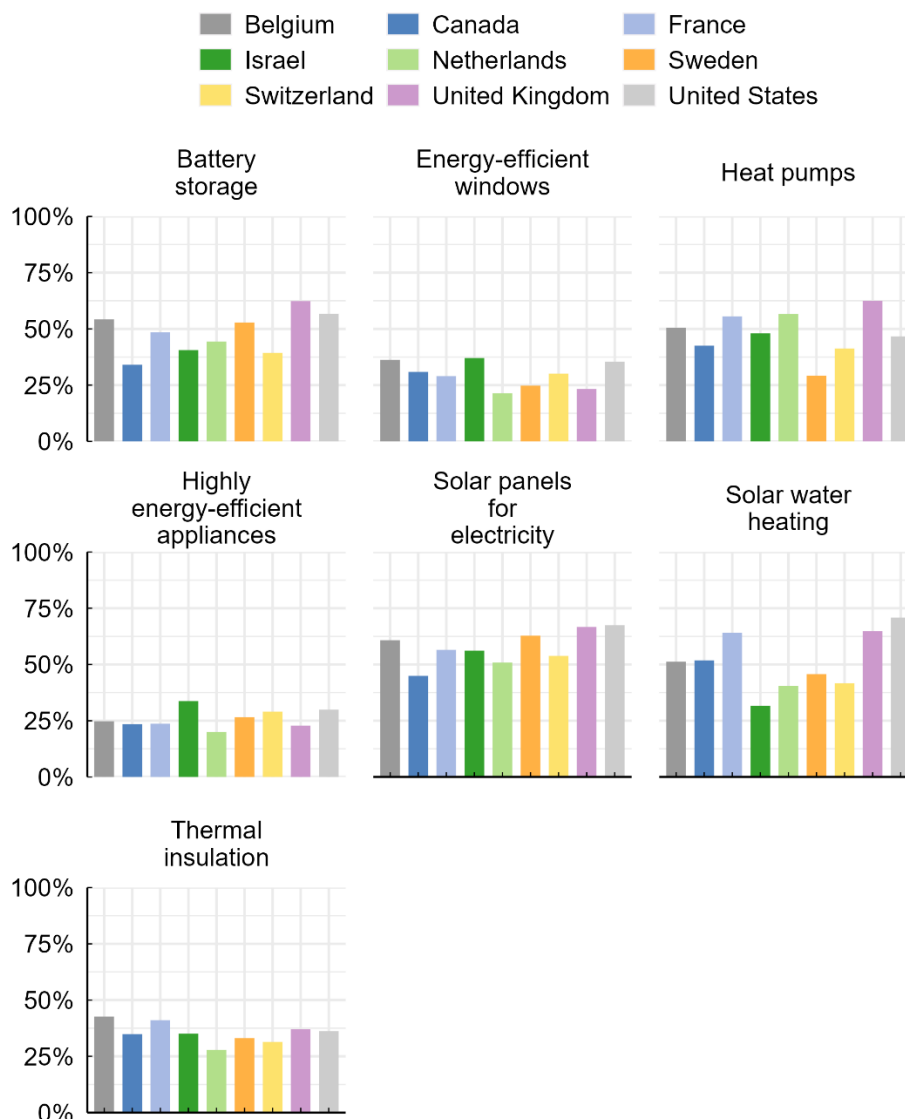 Belgium Canada France
Israel Netherlands Sweden
Switzerland United Kingdom United States
Battery
storage
Energy-efficient
windows
Heat pumps
100%
75%
50%
25%
0%
Highly
energy-efficient
appliances
Solar panels
for
electricity
Solar water
heating
100%
75%
50%
25%
0%
Thermal
insulation
100%
75%
50%
25%
0%